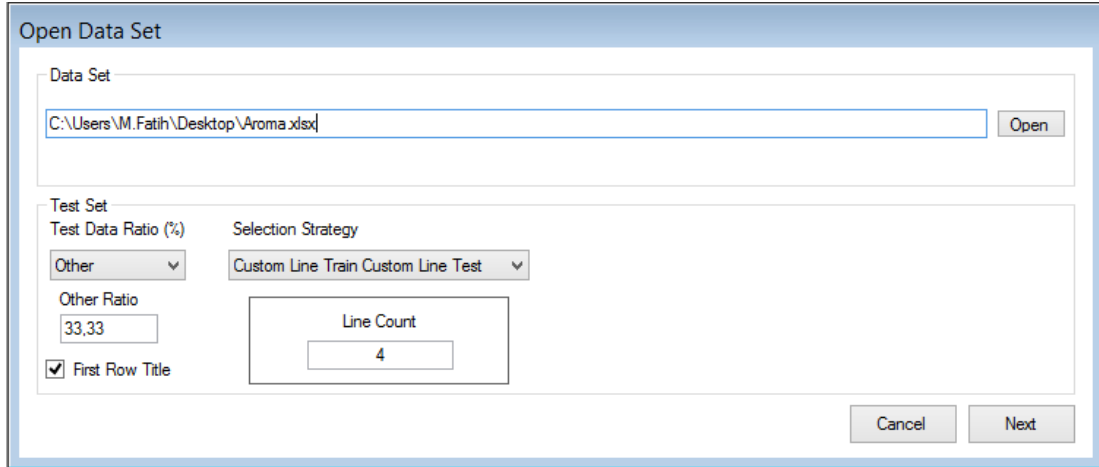 Open Data Set
Data Set
C:\Users\M.Fatih\Desktop\Aroma.xlsx
Open
Test Set
Test Data Ratio (%)
Selection Strategy
Other
Custom Line Train Custom Line Test
Other Ratio
33,33
Line Count
4
First Row Title
Cancel
Next